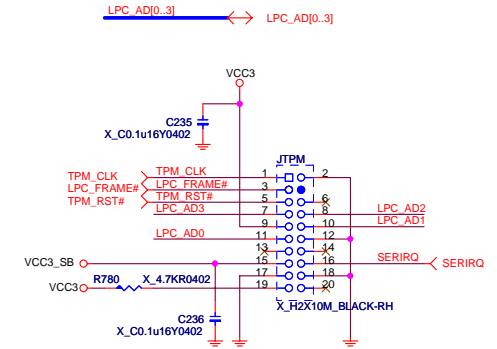 LPC_AD[0..3] LPC_AD[0..3]
VCC3
C235
X_C0.1u16Y0402
JTPM
TPM_CLK TPM_CLK 1 2
LPC_FRAME# LPC_FRAME# 3
TPM_RST# TPM_RST# 5 6
LPC_AD3 7 8 LPC_AD2
9 10 LPC_AD1
LPC_AD0 11 12
13 14
VCC3_SB 15 16 SERIRQ SERIRQ
17 18
VCC3 R780 X_4.7KR0402 19 20
X_H2X10M_BLACK-RH
C236
X_C0.1u16Y0402